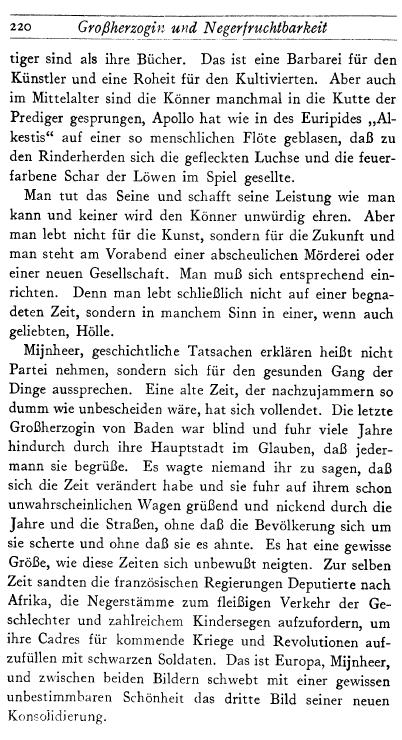 220 Großherzogin und Negerfruchtbarkeit
tiger sind als ihre Bücher. Das ist eine Barbarei für den
Künstler und eine Roheit für den Kultivierten. Aber auch
im Mittelalter sind die Könner manchmal in die Kutte der
Prediger gesprungen, Apollo hat wie in des Euripides „Al-
kestis“ auf einer so menschlichen Flöte geblasen, daß zu
den Rinderherden sich die gefleckten Luchse und die feuer-
farbene Schar der Löwen im Spiel gesellte.
Man tut das Seine und schafft seine Leistung wie man
kann und keiner wird den Könner unwürdig ehren. Aber
man lebt nicht für die Kunst, sondern für die Zukunft und
man steht am Vorabend einer abscheulichen Mörderei oder
einer neuen Gesellschaft. Man muß sich entsprechend ein-
richten. Denn man lebt schließlich nicht auf einer begna-
deten Zeit, sondern in manchem Sinn in einer, wenn auch
geliebten, Hölle.
Mijnheer, geschichtliche Tatsachen erklären heißt nicht
Partei nehmen, sondern sich für den gesunden Gang der
Dinge aussprechen. Eine alte Zeit, der nachzujammern so
dumm wie unbescheiden wäre, hat sich vollendet. Die letzte
Großherzogin von Baden war blind und fuhr viele Jahre
hindurch durch ihre Hauptstadt im Glauben, daß jeder-
mann sie begrüße. Es wagte niemand ihr zu sagen, daß
sich die Zeit verändert habe und sie fuhr auf ihrem schon
unwahrscheinlichen Wagen grüßend und nickend durch die
Jahre und die Straßen, ohne daß die Bevölkerung sich um
sie scherte und ohne daß sie es ahnte. Es hat eine gewisse
Größe, wie diese Zeiten sich unbewußt neigten. Zur selben
Zeit sandten die französischen Regierungen Deputierte nach
Afrika, die Negerstämme zum fleißigen Verkehr der Ge-
schlechter und zahlreichem Kindersegen aufzufordern, um
ihre Cadres für kommende Kriege und Revolutionen auf-
zufüllen mit schwarzen Soldaten. Das ist Europa, Mijnheer,
und zwischen beiden Bildern schwebt mit einer gewissen
unbestimmbaren Schönheit das dritte Bild seiner neuen
Konsolidierung.